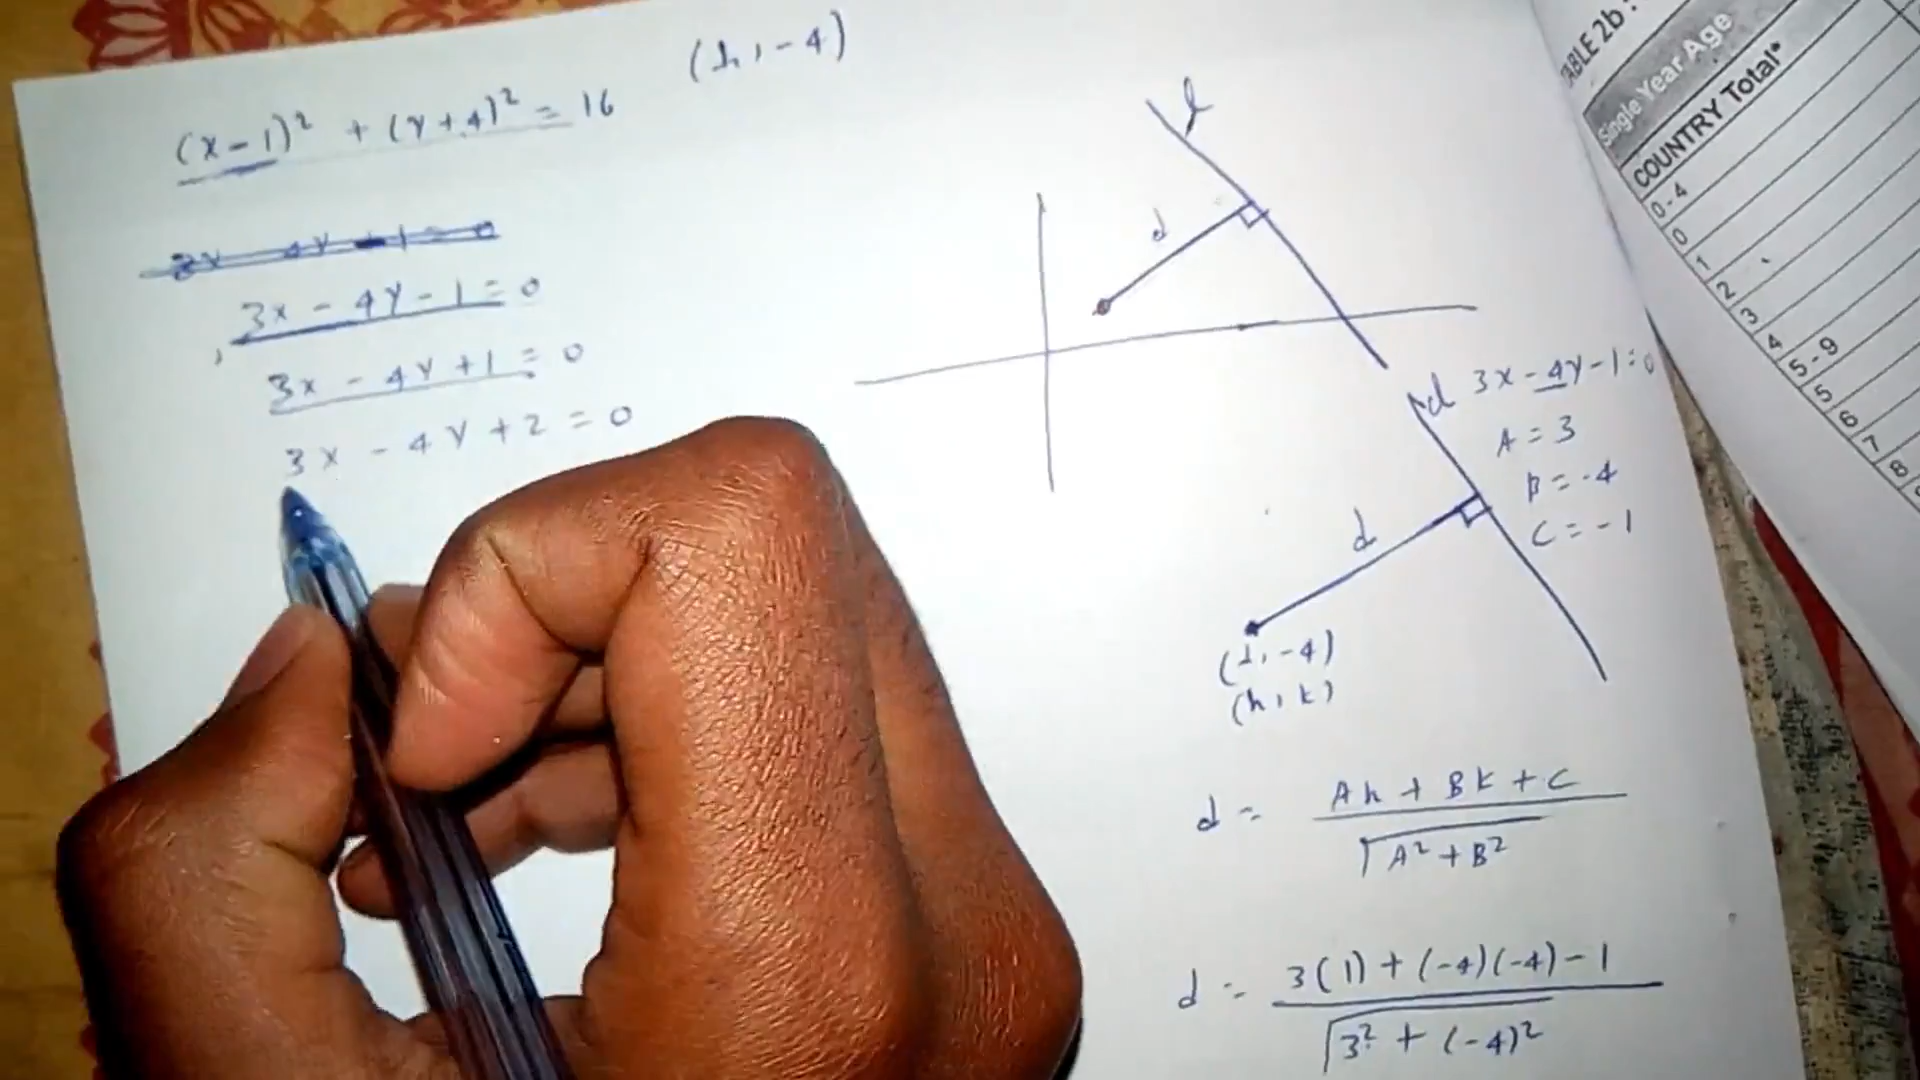 (h, -4)
(x-1)² + (y+4)² = 16
3x - 4y - 1 = 0
3x - 4y + 1 = 0
3x - 4y + 2 = 0
l
d
l 3x - 4y - 1 = 0
A = 3
B = -4
C = -1
d
(1, -4)
(h, k)
d = Ah + Bk + C
√A² + B²
d = 3(1) + (-4)(-4) - 1
√3² + (-4)²
TABLE 2b :
Single Year Age
COUNTRY Total*
0 - 4
0
1
2
3
4
5 - 9
5
6
7
8